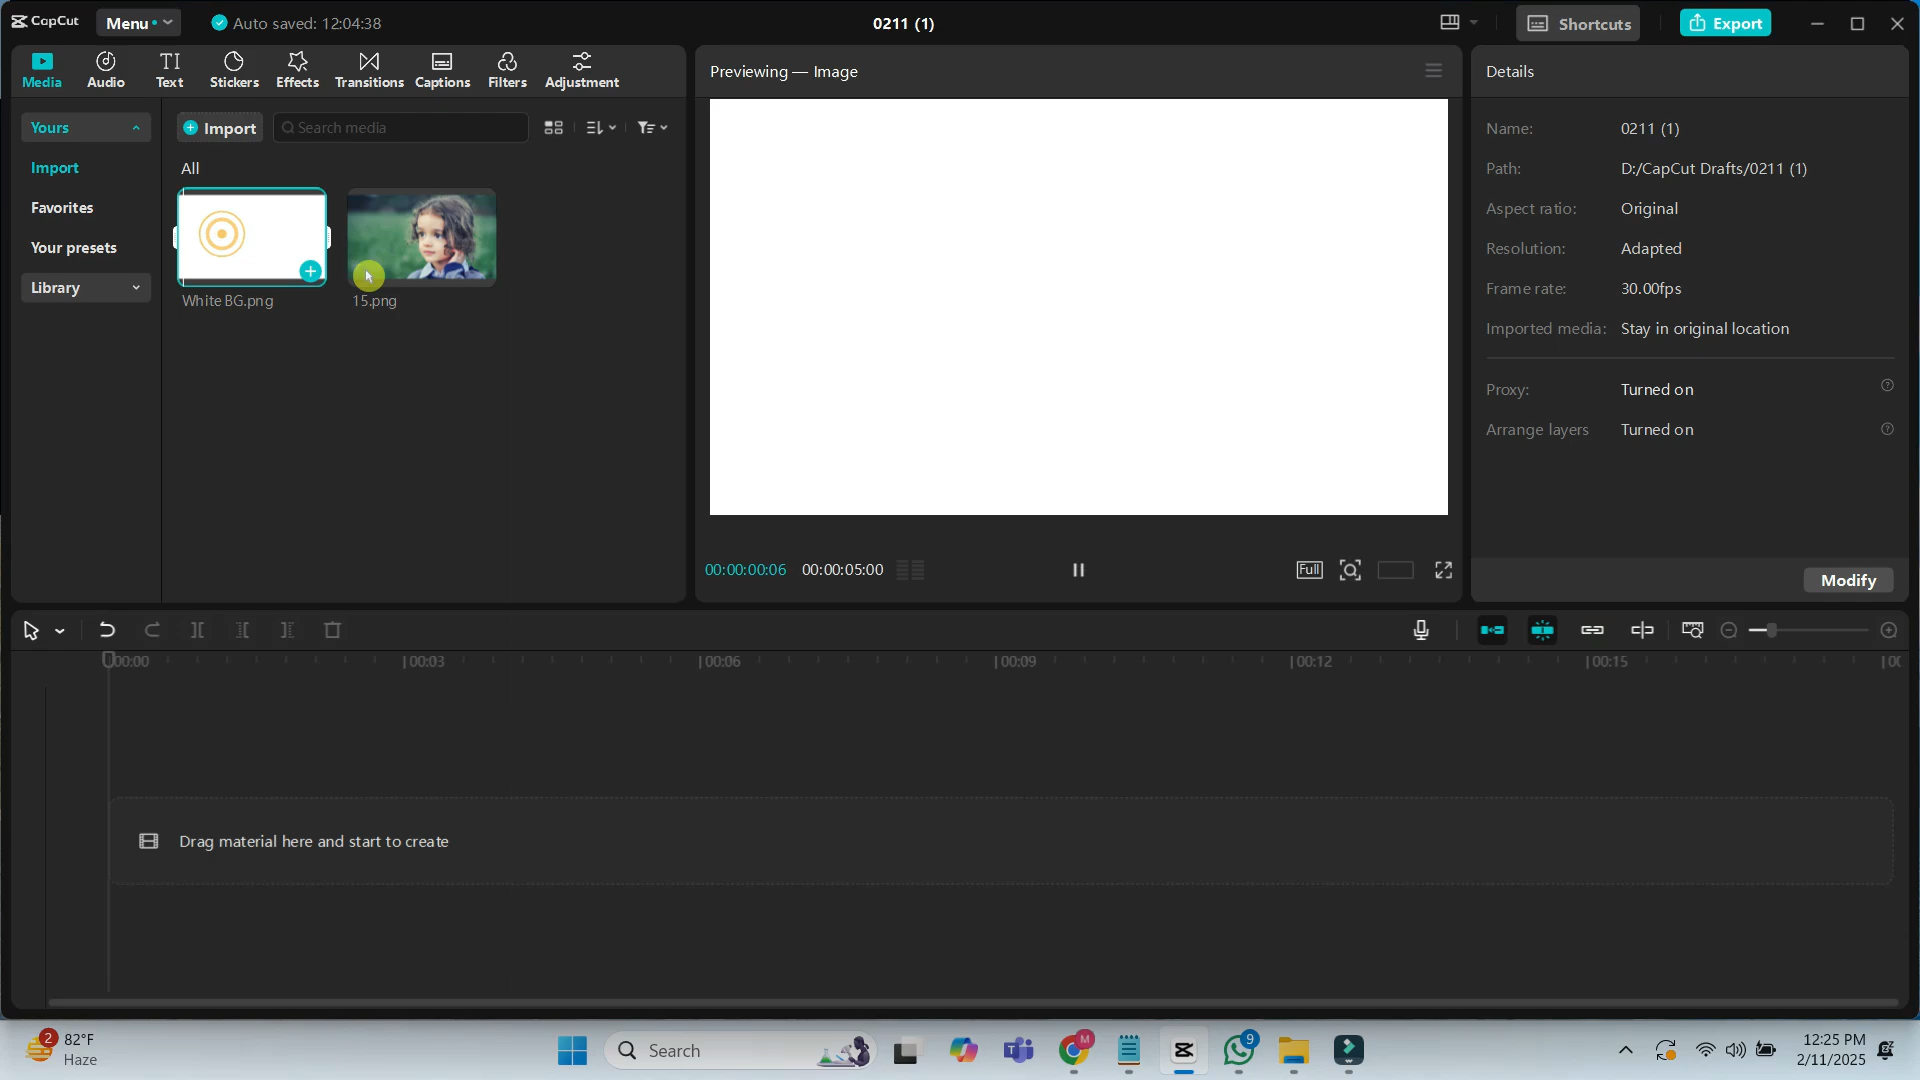 CapCut
Menu
Auto saved: 12:04:38
0211 (1)
Shortcuts
Export
Media
Audio
Text
Stickers
Effects
Transitions
Captions
Filters
Adjustment
Yours
Import
Favorites
Your presets
Library
Import
Search media
All
White BG.png
15.png
Previewing — Image
00:00:00:06
00:00:05:00
Full
Details
Name: 0211 (1)
Path: D:/CapCut Drafts/0211 (1)
Aspect ratio: Original
Resolution: Adapted
Frame rate: 30.00fps
Imported media: Stay in original location
Proxy: Turned on
Arrange layers Turned on
Modify
00:00
00:03
00:06
00:09
00:12
00:15
Drag material here and start to create
2
82°F
Haze
Search
M
9
12:25 PM
2/11/2025